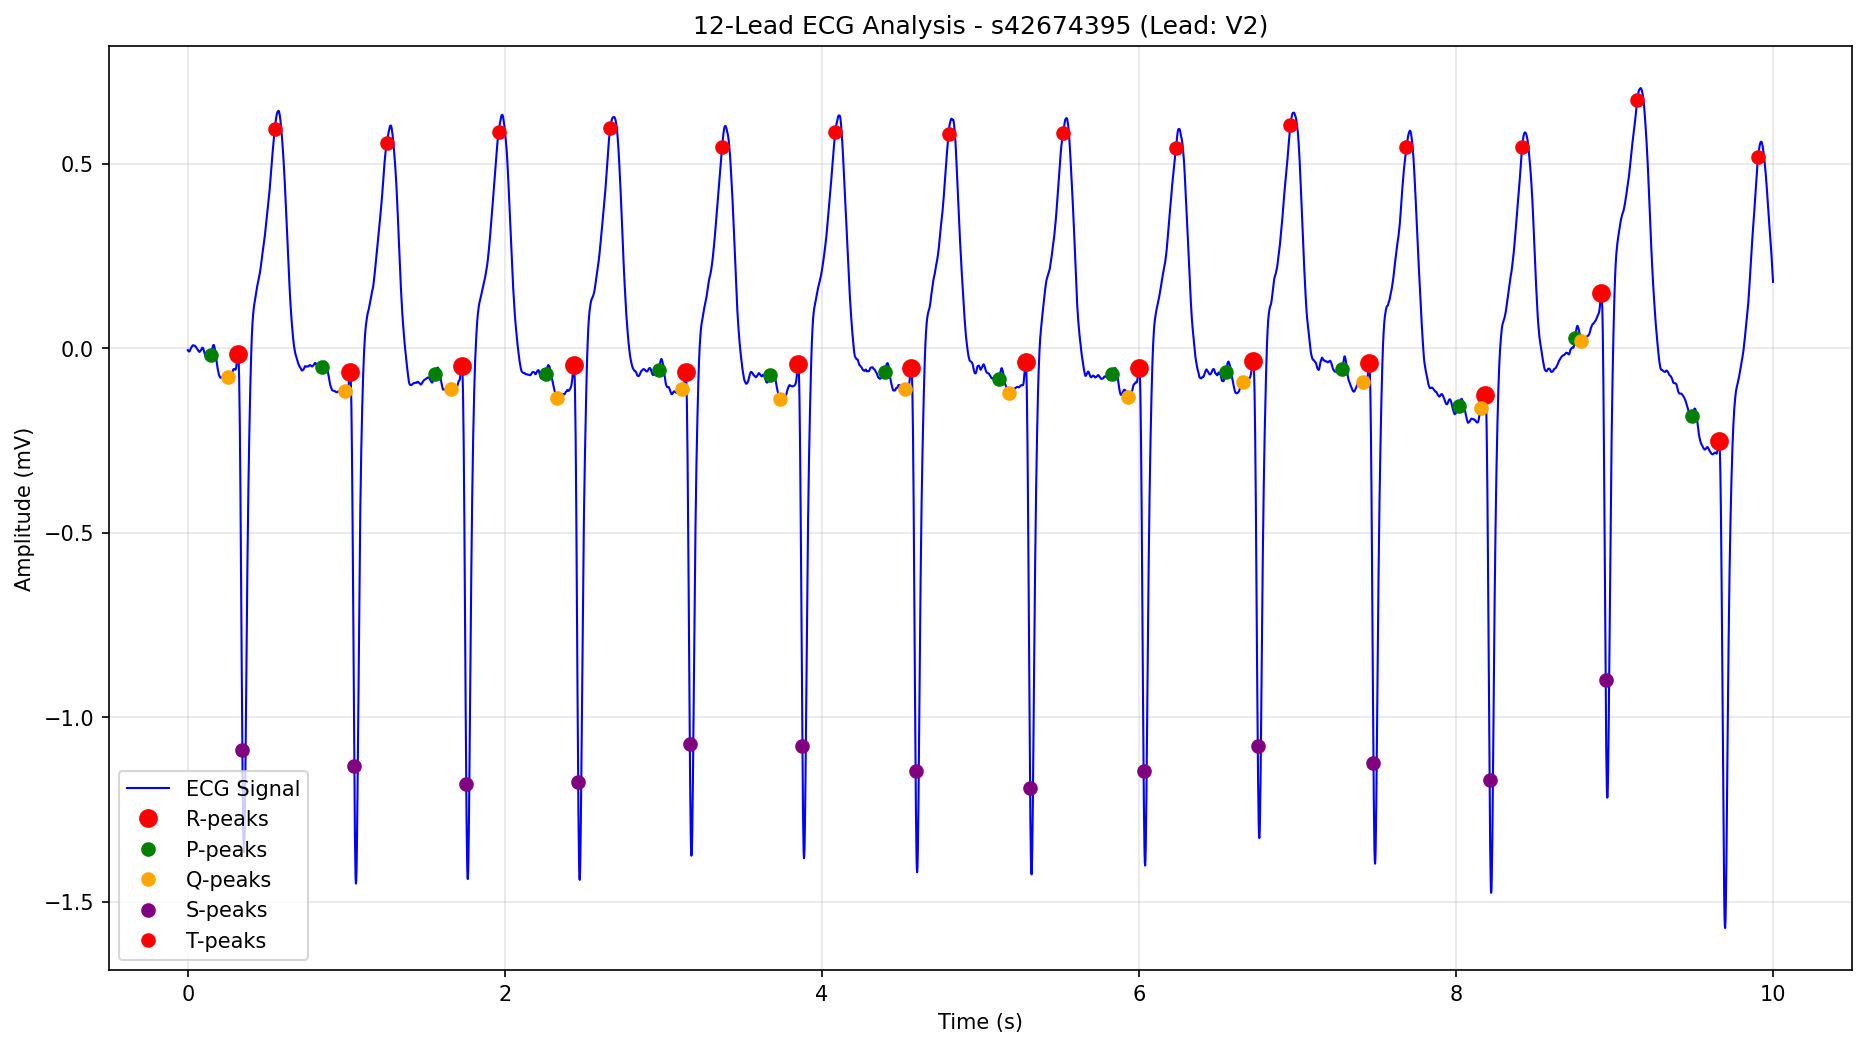 12-Lead ECG Analysis - s42674395 (Lead: V2)
Amplitude (mV)
0.5
0.0
−0.5
−1.0
−1.5
ECG Signal
R-peaks
P-peaks
Q-peaks
S-peaks
T-peaks
0 2 4 6 8 10
Time (s)